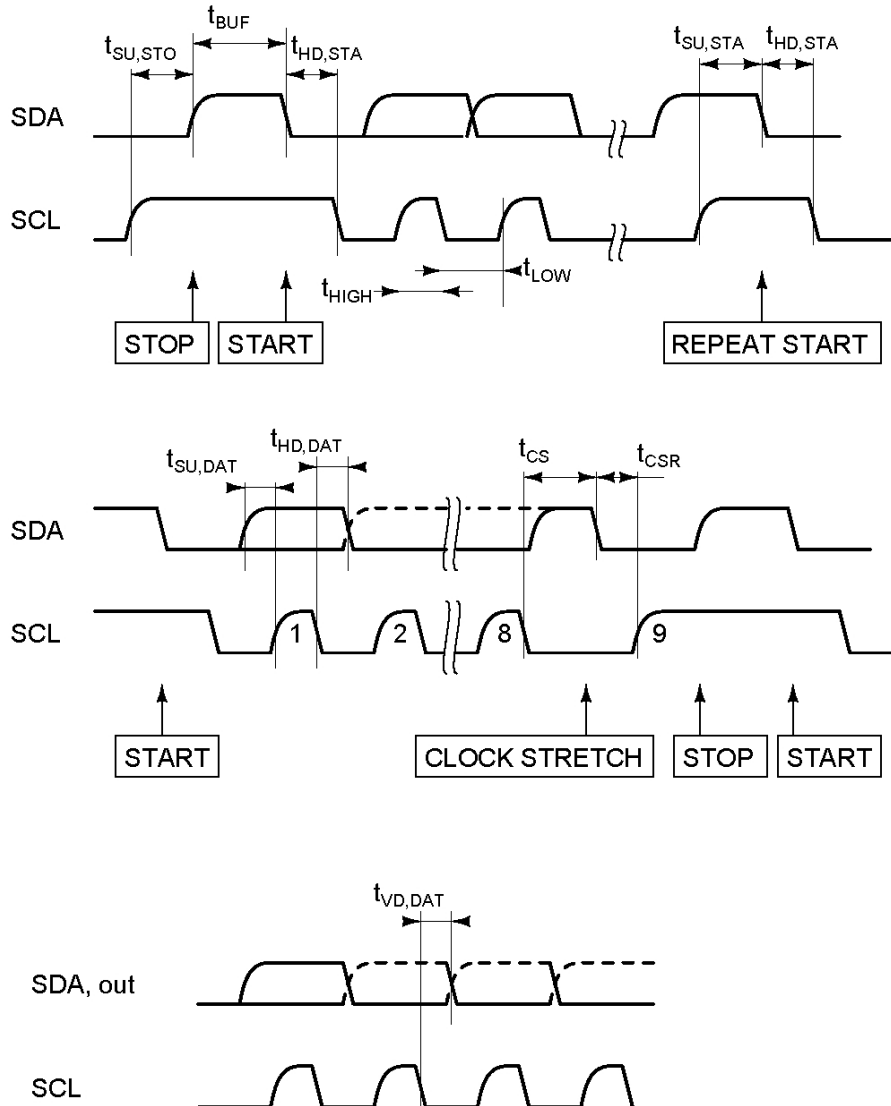 tBUF
tSU,STO tHD,STA tSU,STA tHD,STA
SDA
SCL
tLOW
tHIGH
STOP START REPEAT START
tHD,DAT tCS
tSU,DAT tCSR
SDA
SCL 1 2 8 9
START CLOCK STRETCH STOP START
tVD,DAT
SDA, out
SCL